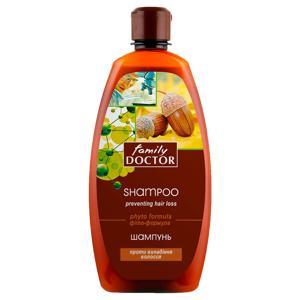 family
DOCTOR
SHAMPOO
preventing hair loss
phyto formula
фіто-формула
ШАМПУНЬ
проти випадіння
волосся